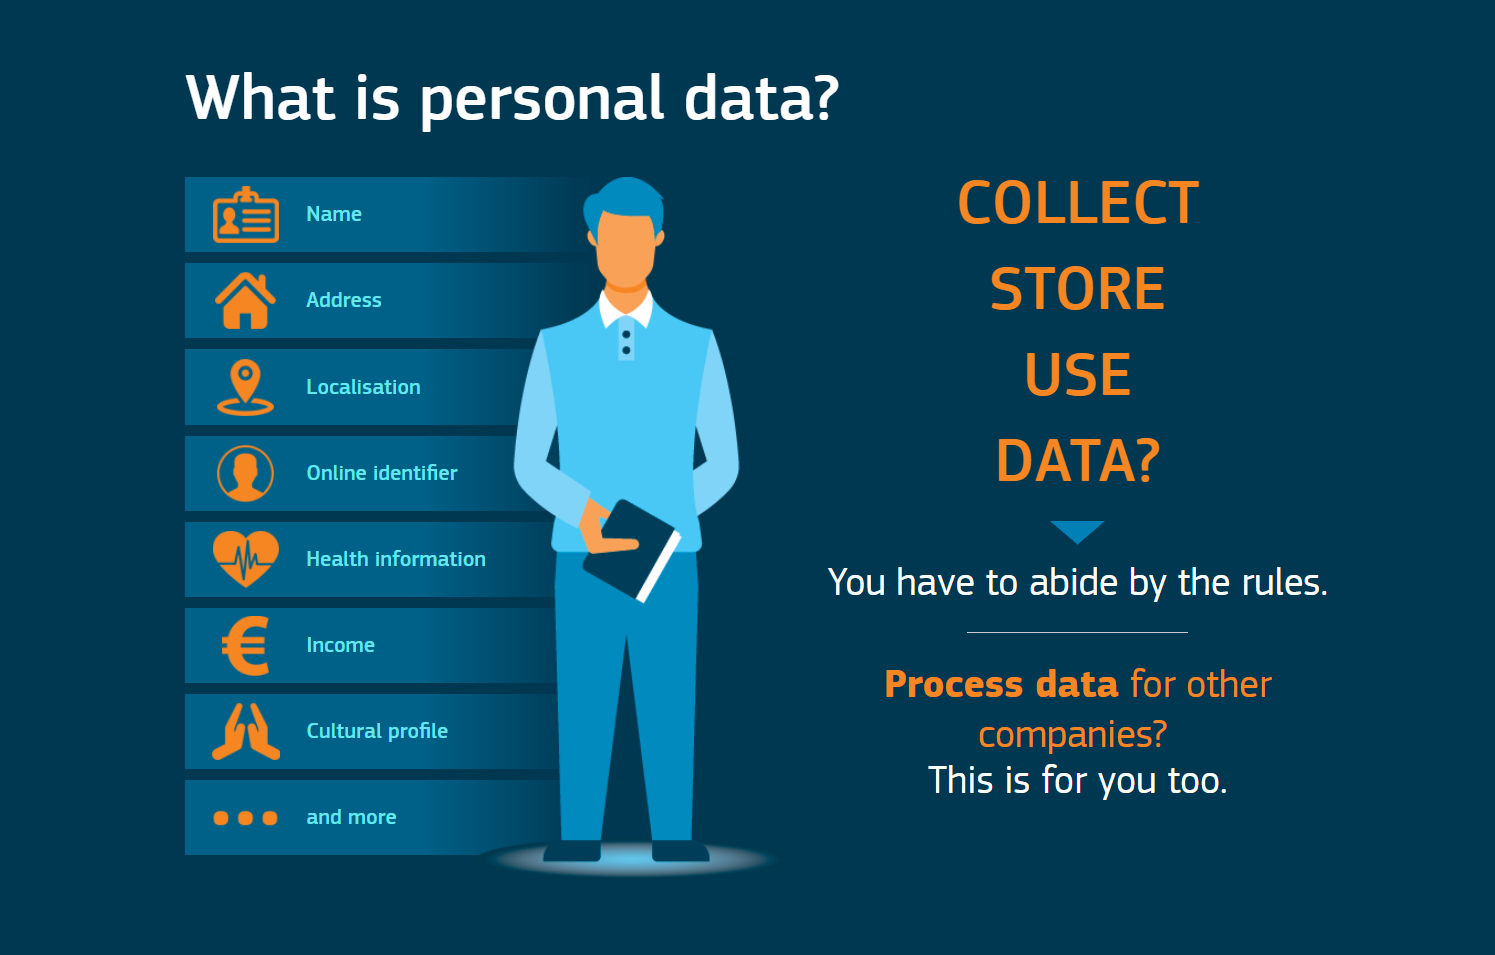 What is personal data?
Name
Address
Localisation
Online identifier
Health information
€
Income
Cultural profile
and more
COLLECT
STORE
USE
DATA?
You have to abide by the rules.
Process data for other
companies?
This is for you too.